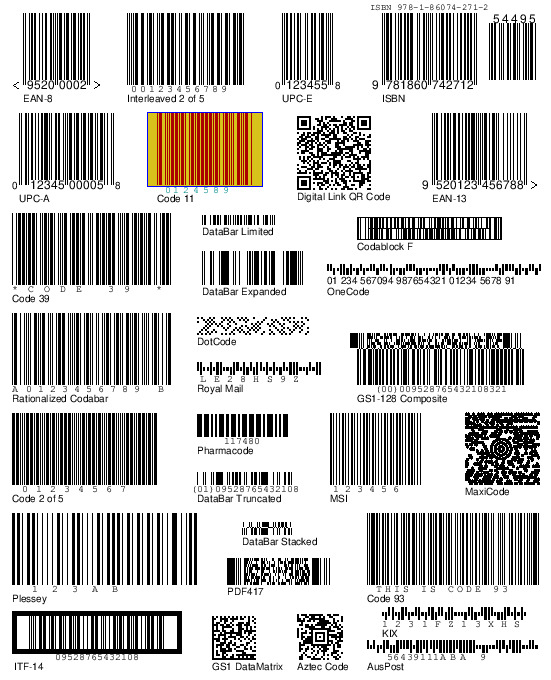 ISBN 978-1-86074-271-2
54495
< 9520 0002 >
EAN-8
0 0 1 2 3 4 5 6 7 8 9
Interleaved 2 of 5
0 123455 8
UPC-E
9 781860 742712
ISBN
0 12345 00005 8
UPC-A
0 1 2 4 5 8 9
Code 11
Digital Link QR Code
9 520123 456788 >
EAN-13
* C O D E 3 9 *
Code 39
DataBar Limited
DataBar Expanded
Codablock F
01 234 567094 987654321 01234 5678 91
OneCode
A 0 1 2 3 4 5 6 7 8 9 B
Rationalized Codabar
DotCode
L E 2 8 H S 9 Z
Royal Mail
(00)009528765432108321
GS1-128 Composite
0 1 2 3 4 5 6 7
Code 2 of 5
117480
Pharmacode
(01)09528765432108
DataBar Truncated
1 2 3 4 5 6
MSI
MaxiCode
1 2 3 A B
Plessey
DataBar Stacked
PDF417
THIS IS CODE 93
Code 93
09528765432108
ITF-14
GS1 DataMatrix
Aztec Code
1 2 3 1 F Z 1 3 X H S
KIX
56439111ABA 9
AusPost